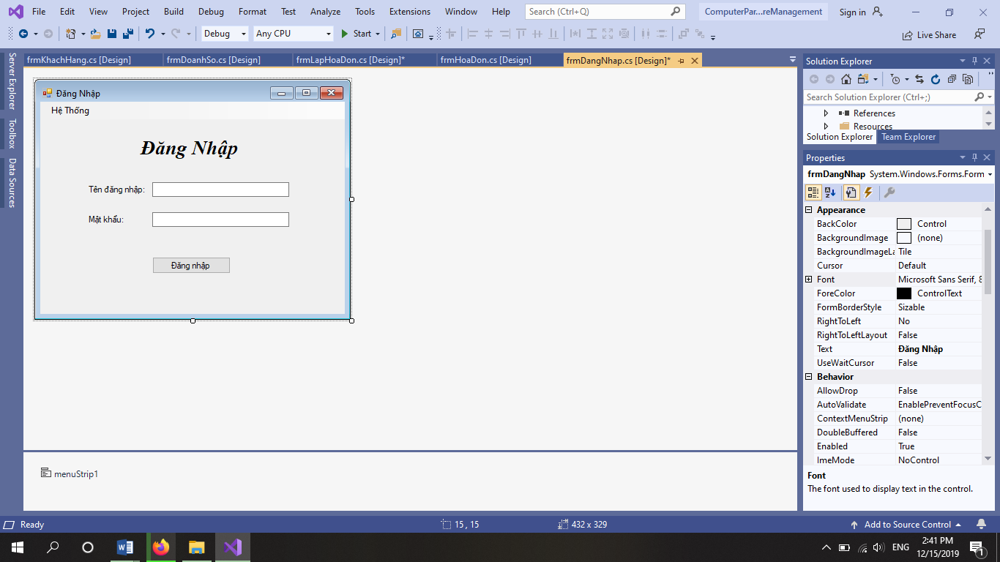 File Edit View Project Build Debug Format Test Analyze Tools Extensions Window Help Search (Ctrl+Q) ComputerPar...reManagement Sign in
Debug Any CPU Start Live Share
frmKhachHang.cs [Design] frmDoanhSo.cs [Design] frmLapHoaDon.cs [Design]* frmHoaDon.cs [Design] frmDangNhap.cs [Design]*
Server Explorer
Toolbox
Data Sources
Đăng Nhập
Hệ Thống
Đăng Nhập
Tên đăng nhập:
Mật khẩu:
Đăng nhập
menuStrip1
Solution Explorer
Search Solution Explorer (Ctrl+;)
References
Resources
Solution Explorer Team Explorer
Properties
frmDangNhap System.Windows.Forms.Form
Appearance
BackColor Control
BackgroundImage (none)
BackgroundImageLa Tile
Cursor Default
Font Microsoft Sans Serif, 8
ForeColor ControlText
FormBorderStyle Sizable
RightToLeft No
RightToLeftLayout False
Text Đăng Nhập
UseWaitCursor False
Behavior
AllowDrop False
AutoValidate EnablePreventFocusC
ContextMenuStrip (none)
DoubleBuffered False
Enabled True
ImeMode NoControl
Font
The font used to display text in the control.
Ready 15 , 15 432 x 329 Add to Source Control
ENG 2:41 PM
12/15/2019 1